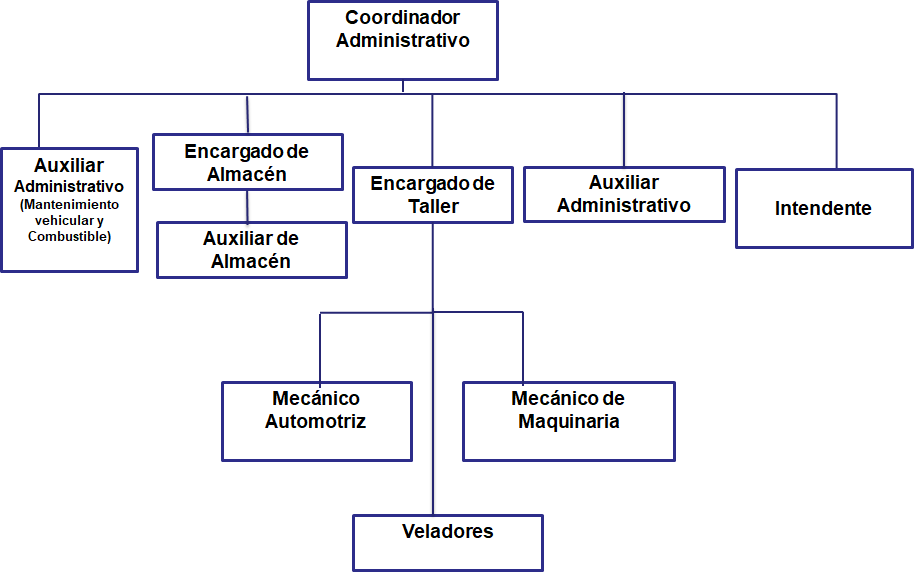 Coordinador
Administrativo
Auxiliar
Administrativo
(Mantenimiento
vehicular y
Combustible)
Encargado de
Almacén
Auxiliar de
Almacén
Encargado de
Taller
Auxiliar
Administrativo
Intendente
Mecánico
Automotriz
Mecánico de
Maquinaria
Veladores